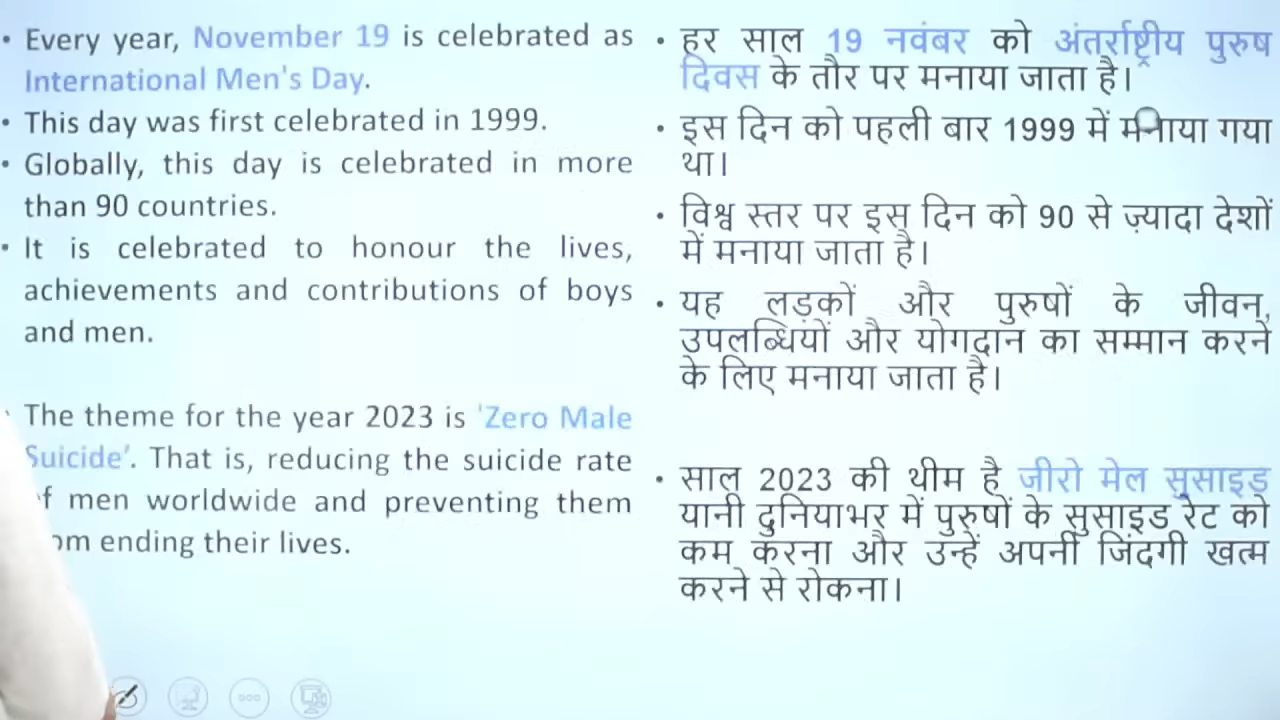 • Every year, November 19 is celebrated as
International Men's Day.
• This day was first celebrated in 1999.
• Globally, this day is celebrated in more
than 90 countries.
• It is celebrated to honour the lives,
achievements and contributions of boys
and men.
The theme for the year 2023 is 'Zero Male
Suicide'. That is, reducing the suicide rate
men worldwide and preventing them
ending their lives.
• हर साल 19 नवंबर को अंतर्राष्ट्रीय पुरुष
दिवस के तौर पर मनाया जाता है।
• इस दिन को पहली बार 1999 में मनाया गया
था।
• विश्व स्तर पर इस दिन को 90 से ज़्यादा देशों
में मनाया जाता है।
• यह लड़कों और पुरुषों के जीवन,
उपलब्धियों और योगदान का सम्मान करने
के लिए मनाया जाता है।
• साल 2023 की थीम है जीरो मेल सुसाइड
यानी दुनियाभर में पुरुषों के सुसाइड रेट को
कम करना और उन्हें अपनी जिंदगी खत्म
करने से रोकना।